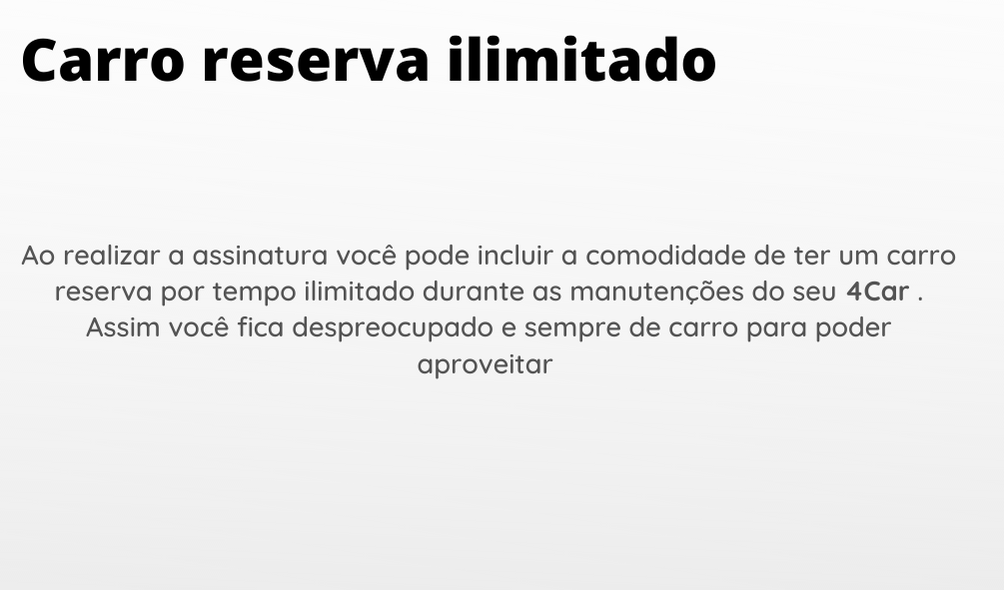 Carro reserva ilimitado
Ao realizar a assinatura você pode incluir a comodidade de ter um carro
reserva por tempo ilimitado durante as manutenções do seu 4Car .
Assim você fica despreocupado e sempre de carro para poder
aproveitar